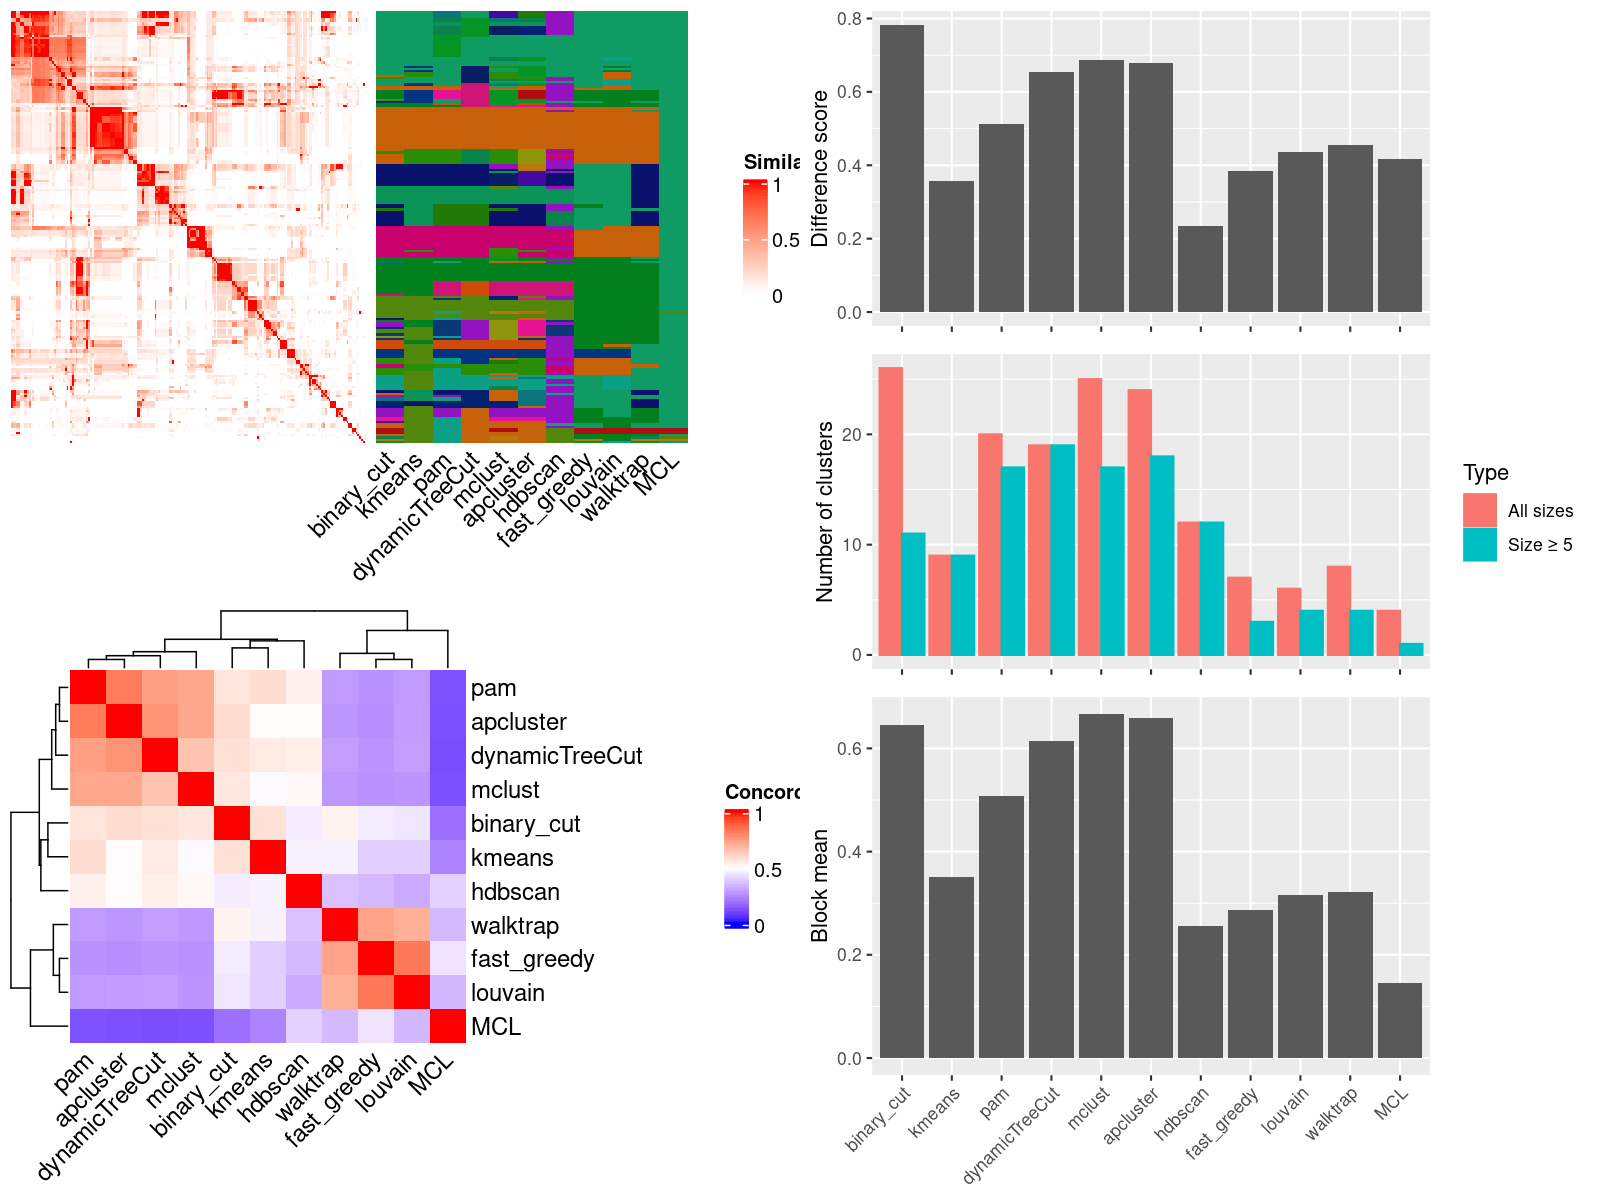 Simila
1
0.5
0
binary_cut
kmeans
pam
dynamicTreeCut
mclust
apcluster
hdbscan
fast_greedy
louvain
walktrap
MCL
pam
apcluster
dynamicTreeCut
mclust
binary_cut
kmeans
hdbscan
walktrap
fast_greedy
louvain
MCL
pam
apcluster
dynamicTreeCut
mclust
binary_cut
kmeans
hdbscan
walktrap
fast_greedy
louvain
MCL
Concord
1
0.5
0
Difference score
0.8
0.6
0.4
0.2
0.0
Number of clusters
20
10
0
Type
All sizes
Size ≥ 5
Block mean
0.6
0.4
0.2
0.0
binary_cut
kmeans
pam
dynamicTreeCut
mclust
apcluster
hdbscan
fast_greedy
louvain
walktrap
MCL